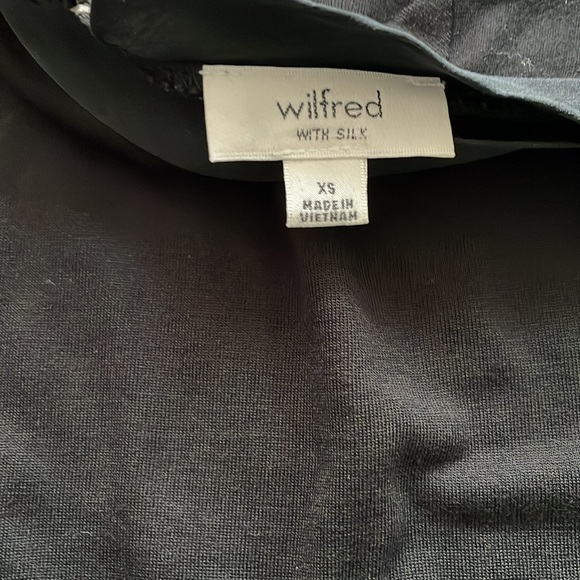 wilfred
WITH SILK
XS
MADE IN
VIETNAM